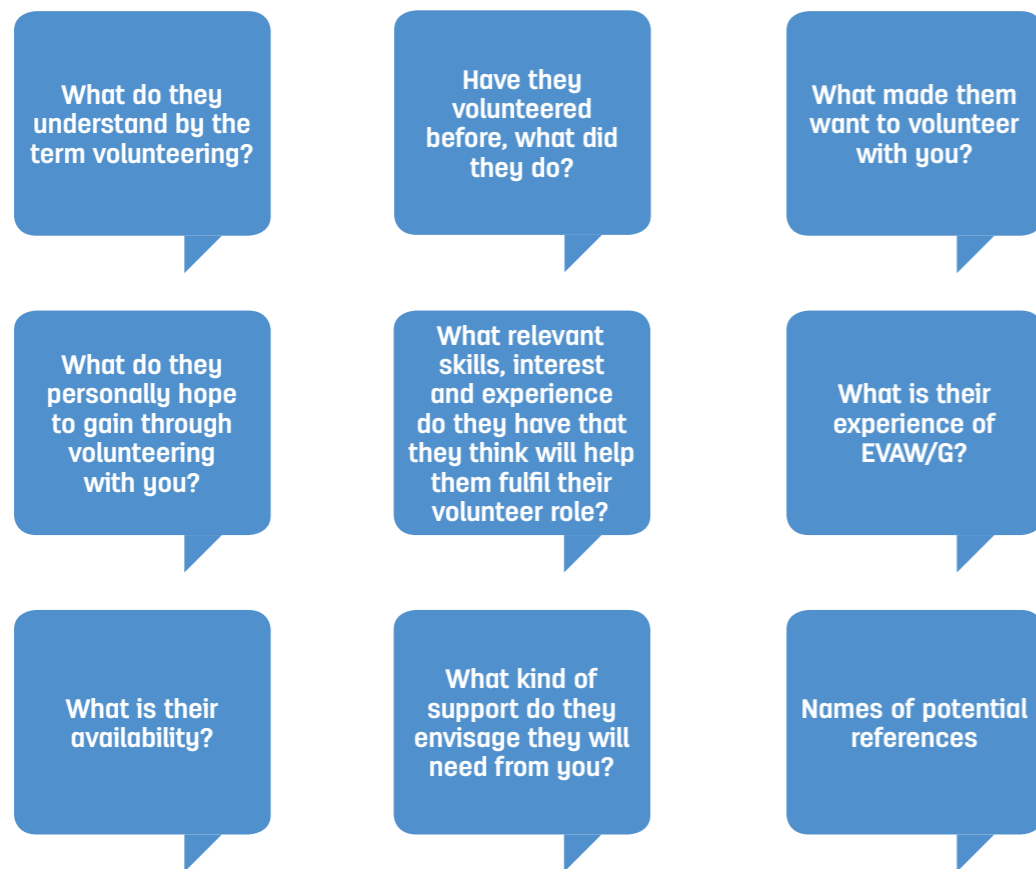 What do they
understand by the
term volunteering?
Have they
volunteered
before, what did
they do?
What made them
want to volunteer
with you?
What do they
personally hope
to gain through
volunteering
with you?
What relevant
skills, interest
and experience
do they have that
they think will help
them fulfil their
volunteer role?
What is their
experience of
EVAW/G?
What is their
availability?
What kind of
support do they
envisage they will
need from you?
Names of potential
references